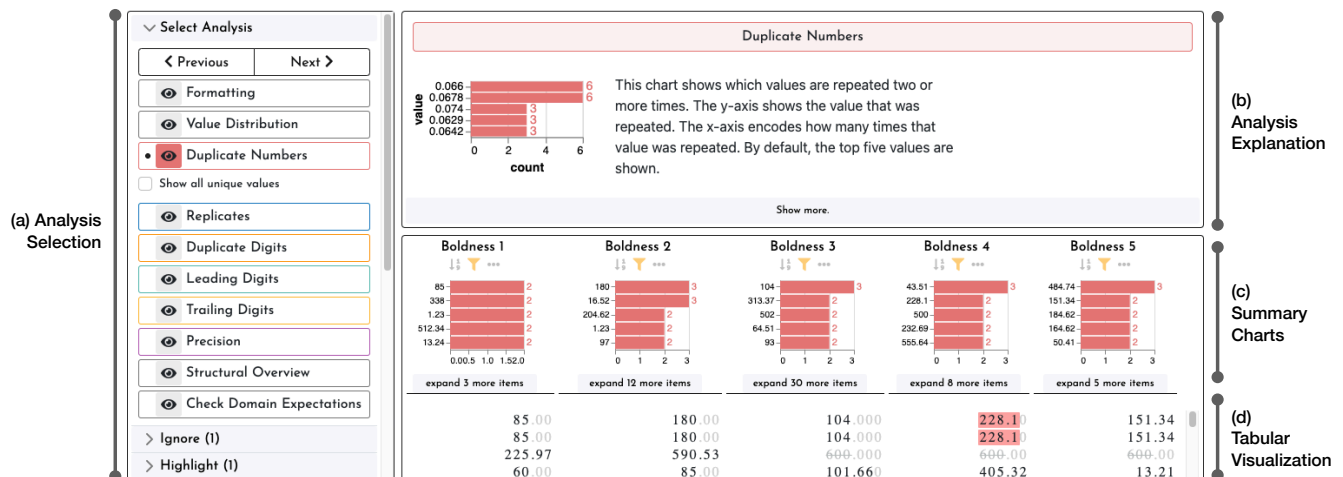 (a) Analysis
Selection
Select Analysis
Previous
Next
Formatting
Value Distribution
Duplicate Numbers
Show all unique values
Replicates
Duplicate Digits
Leading Digits
Trailing Digits
Precision
Structural Overview
Check Domain Expectations
Ignore (1)
Highlight (1)
Duplicate Numbers
value
0.066 6
0.0678 6
0.074 3
0.0629 3
0.0642 3
0 2 4 6
count
This chart shows which values are repeated two or
more times. The y-axis shows the value that was
repeated. The x-axis encodes how many times that
value was repeated. By default, the top five values are
shown.
Show more.
(b)
Analysis
Explanation
Boldness 1
85 2
338 2
1.23 2
512.34 2
13.24 2
0.00.5 1.0 1.52.0
expand 3 more items
Boldness 2
180 3
16.52 3
204.62 2
1.23 2
97 2
0 1 2 3
expand 12 more items
Boldness 3
104 3
313.37 2
502 2
64.51 2
93 2
0 1 2 3
expand 30 more items
Boldness 4
43.51 3
228.1 2
500 2
232.69 2
555.64 2
0 1 2 3
expand 8 more items
Boldness 5
484.74 3
151.34 2
184.62 2
164.62 2
50.41 2
0 1 2 3
expand 5 more items
(c)
Summary
Charts
85.00 180.00 104.000 228.10 151.34
85.00 180.00 104.000 228.10 151.34
225.97 590.53 600.000 600.00 600.00
60.00 85.00 101.660 405.32 13.21
(d)
Tabular
Visualization